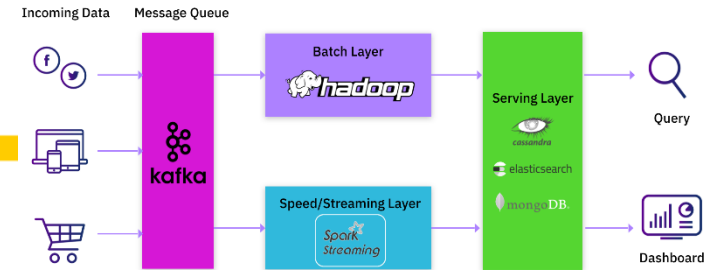 Incoming Data
Message Queue
Batch Layer
hadoop
Serving Layer
cassandra
elasticsearch
mongoDB.
Query
kafka
Speed/Streaming Layer
Spark
Streaming
Dashboard